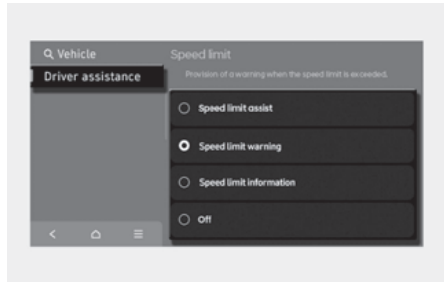 Vehicle
Driver assistance
Speed limit
Provision of a warning when the speed limit is exceeded.
Speed limit assist
Speed limit warning
Speed limit information
Off